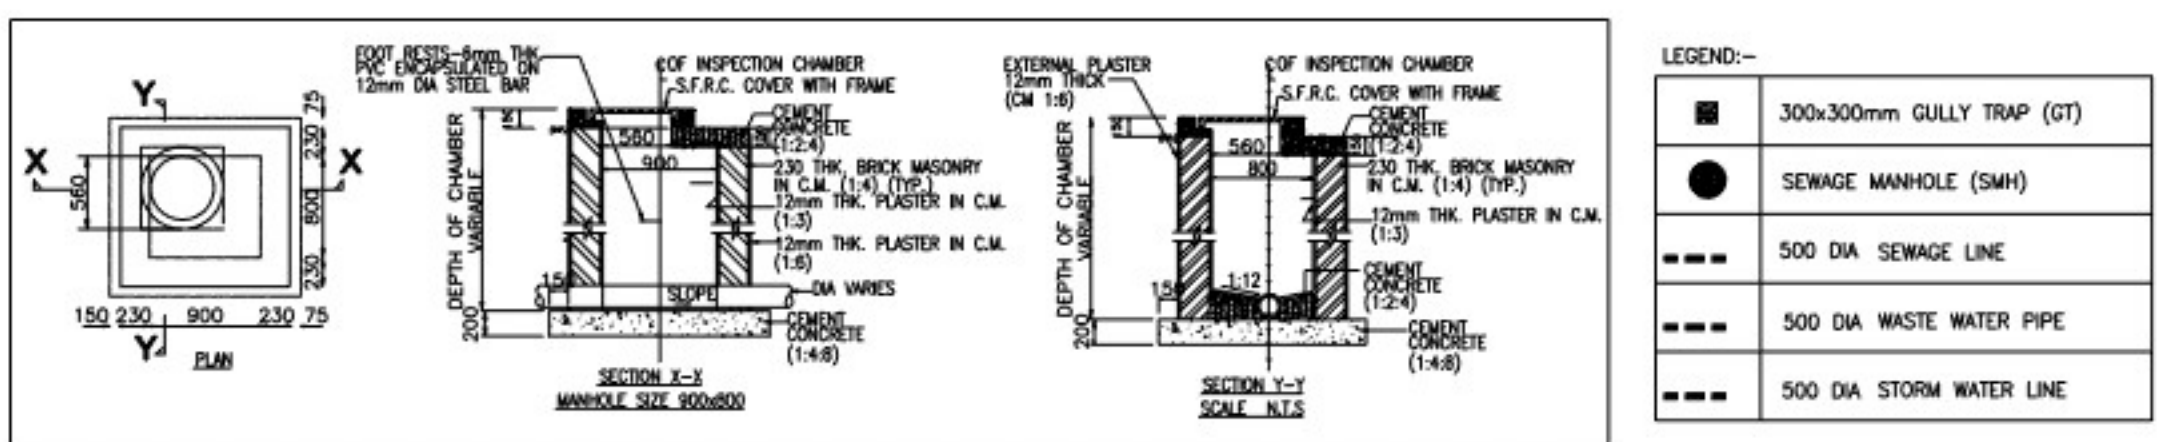 Y
X
X
560
75
230
800
230
150 230 900 230 75
Y
PLAN
FOOT RESTS-6mm THK
PVC ENCAPSULATED ON
12mm DIA STEEL BAR
OF INSPECTION CHAMBER
S.F.R.C. COVER WITH FRAME
CEMENT
CONCRETE
(1:2:4)
560
900
230 THK. BRICK MASONRY
IN C.M. (1:4) (TYP.)
12mm THK. PLASTER IN C.M.
(1:3)
12mm THK. PLASTER IN C.M.
(1:6)
DEPTH OF CHAMBER
VARIABLE
SLOPE
DIA VARIES
200
CEMENT
CONCRETE
(1:4:8)
SECTION X-X
MANHOLE SIZE 900x800
EXTERNAL PLASTER
12mm THICK
(CM 1:6)
OF INSPECTION CHAMBER
S.F.R.C. COVER WITH FRAME
CEMENT
CONCRETE
(1:2:4)
560
800
230 THK. BRICK MASONRY
IN C.M. (1:4) (TYP.)
12mm THK. PLASTER IN C.M.
(1:3)
DEPTH OF CHAMBER
VARIABLE
1:12
CEMENT
CONCRETE
(1:2:4)
200
CEMENT
CONCRETE
(1:4:8)
SECTION Y-Y
SCALE N.T.S
LEGEND:-
300x300mm GULLY TRAP (GT)
SEWAGE MANHOLE (SMH)
500 DIA SEWAGE LINE
500 DIA WASTE WATER PIPE
500 DIA STORM WATER LINE